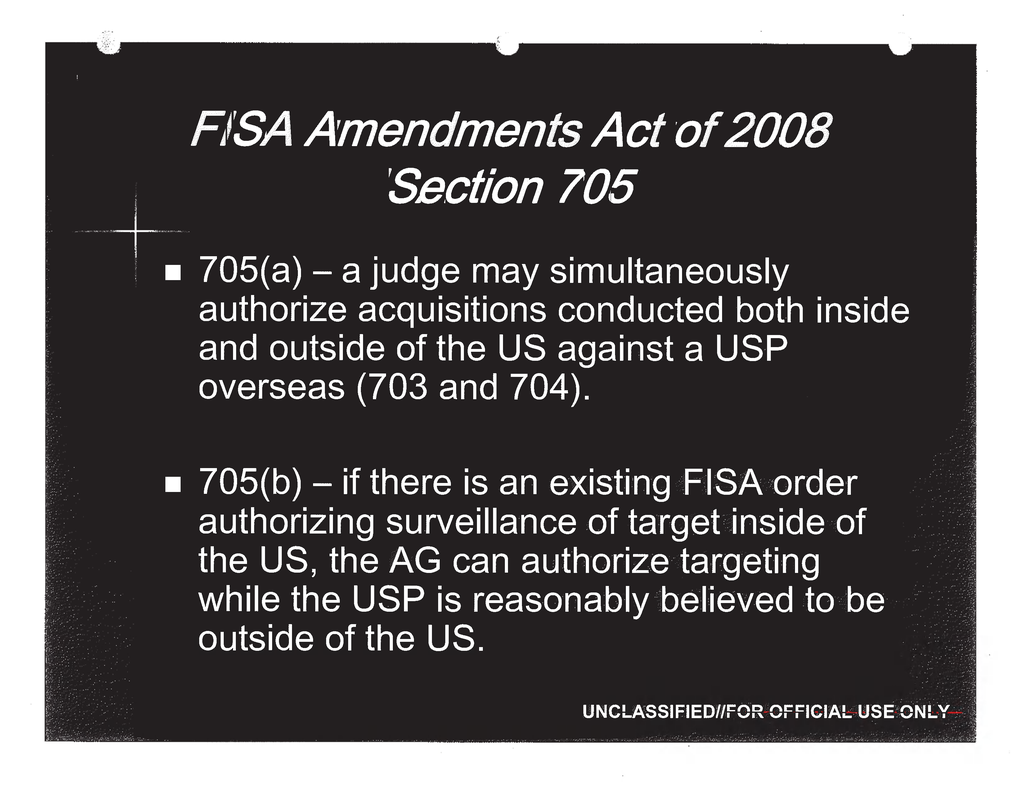 FISA Amendments Act of 2008
Section 705
■ 705(a) – a judge may simultaneously
authorize acquisitions conducted both inside
and outside of the US against a USP
overseas (703 and 704).
■ 705(b) – if there is an existing FISA order
authorizing surveillance of target inside of
the US, the AG can authorize targeting
while the USP is reasonably believed to be
outside of the US.
UNCLASSIFIED//FOR OFFICIAL USE ONLY